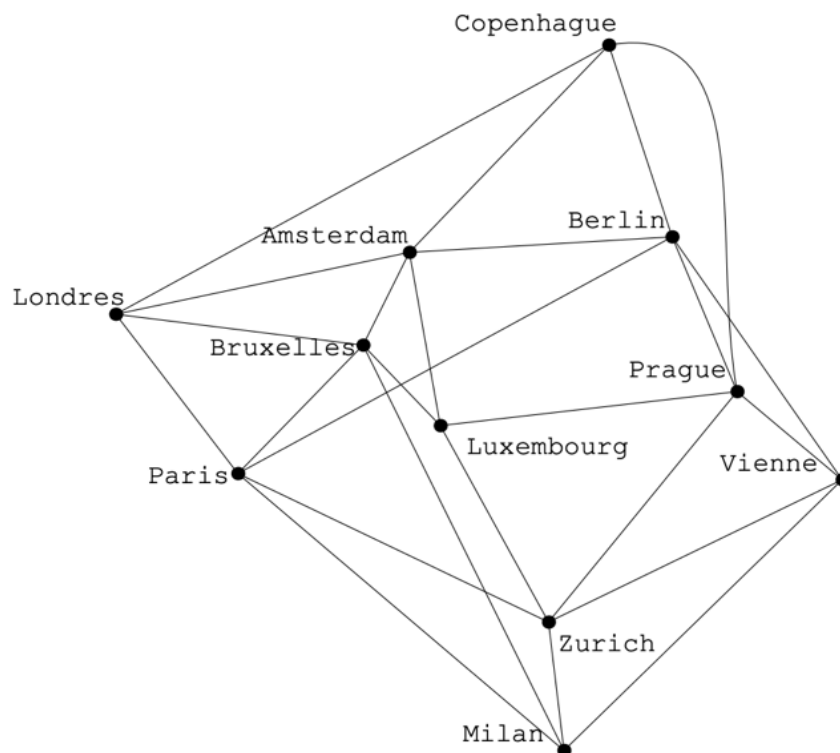 Copenhague
Berlin
Amsterdam
Londres
Bruxelles
Prague
Luxembourg
Vienne
Paris
Zurich
Milan